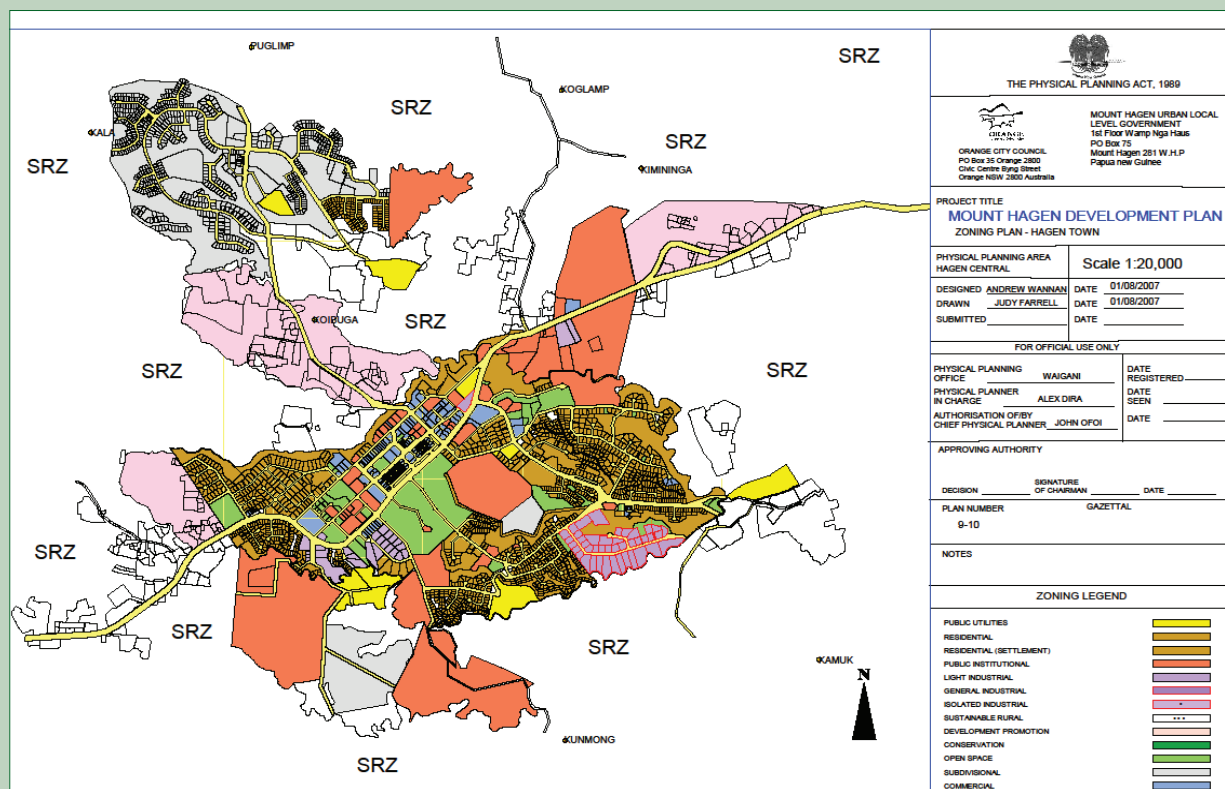 PUGLIMP
SRZ
KOGLAMP
SRZ
KALA
SRZ
SRZ
KIMININGA
KOIBUGA
SRZ
SRZ
SRZ
SRZ
SRZ
SRZ
KAMUK
N
KUNMONG
SRZ
THE PHYSICAL PLANNING ACT, 1989
ORANGE
ORANGE CITY COUNCIL
PO Box 35 Orange 2800
Civic Centre Byng Street
Orange NSW 2800 Australia
MOUNT HAGEN URBAN LOCAL
LEVEL GOVERNMENT
1st Floor Wamp Nga Haus
PO Box 75
Mount Hagen 281 W.H.P
Papua new Guinee
PROJECT TITLE
MOUNT HAGEN DEVELOPMENT PLAN
ZONING PLAN - HAGEN TOWN
PHYSICAL PLANNING AREA
HAGEN CENTRAL
Scale 1:20,000
DESIGNED ANDREW WANNAN DATE 01/08/2007
DRAWN JUDY FARRELL DATE 01/08/2007
SUBMITTED DATE
FOR OFFICIAL USE ONLY
PHYSICAL PLANNING
OFFICE WAIGANI
DATE
REGISTERED
PHYSICAL PLANNER
IN CHARGE ALEX DIRA
DATE
SEEN
AUTHORISATION OF/BY
CHIEF PHYSICAL PLANNER JOHN OFOI
DATE
APPROVING AUTHORITY
DECISION SIGNATURE
OF CHAIRMAN DATE
PLAN NUMBER GAZETTAL
9-10
NOTES
ZONING LEGEND
PUBLIC UTILITIES
RESIDENTIAL
RESIDENTIAL (SETTLEMENT)
PUBLIC INSTITUTIONAL
LIGHT INDUSTRIAL
GENERAL INDUSTRIAL
ISOLATED INDUSTRIAL
SUSTAINABLE RURAL
DEVELOPMENT PROMOTION
CONSERVATION
OPEN SPACE
SUBDIVISIONAL
COMMERCIAL